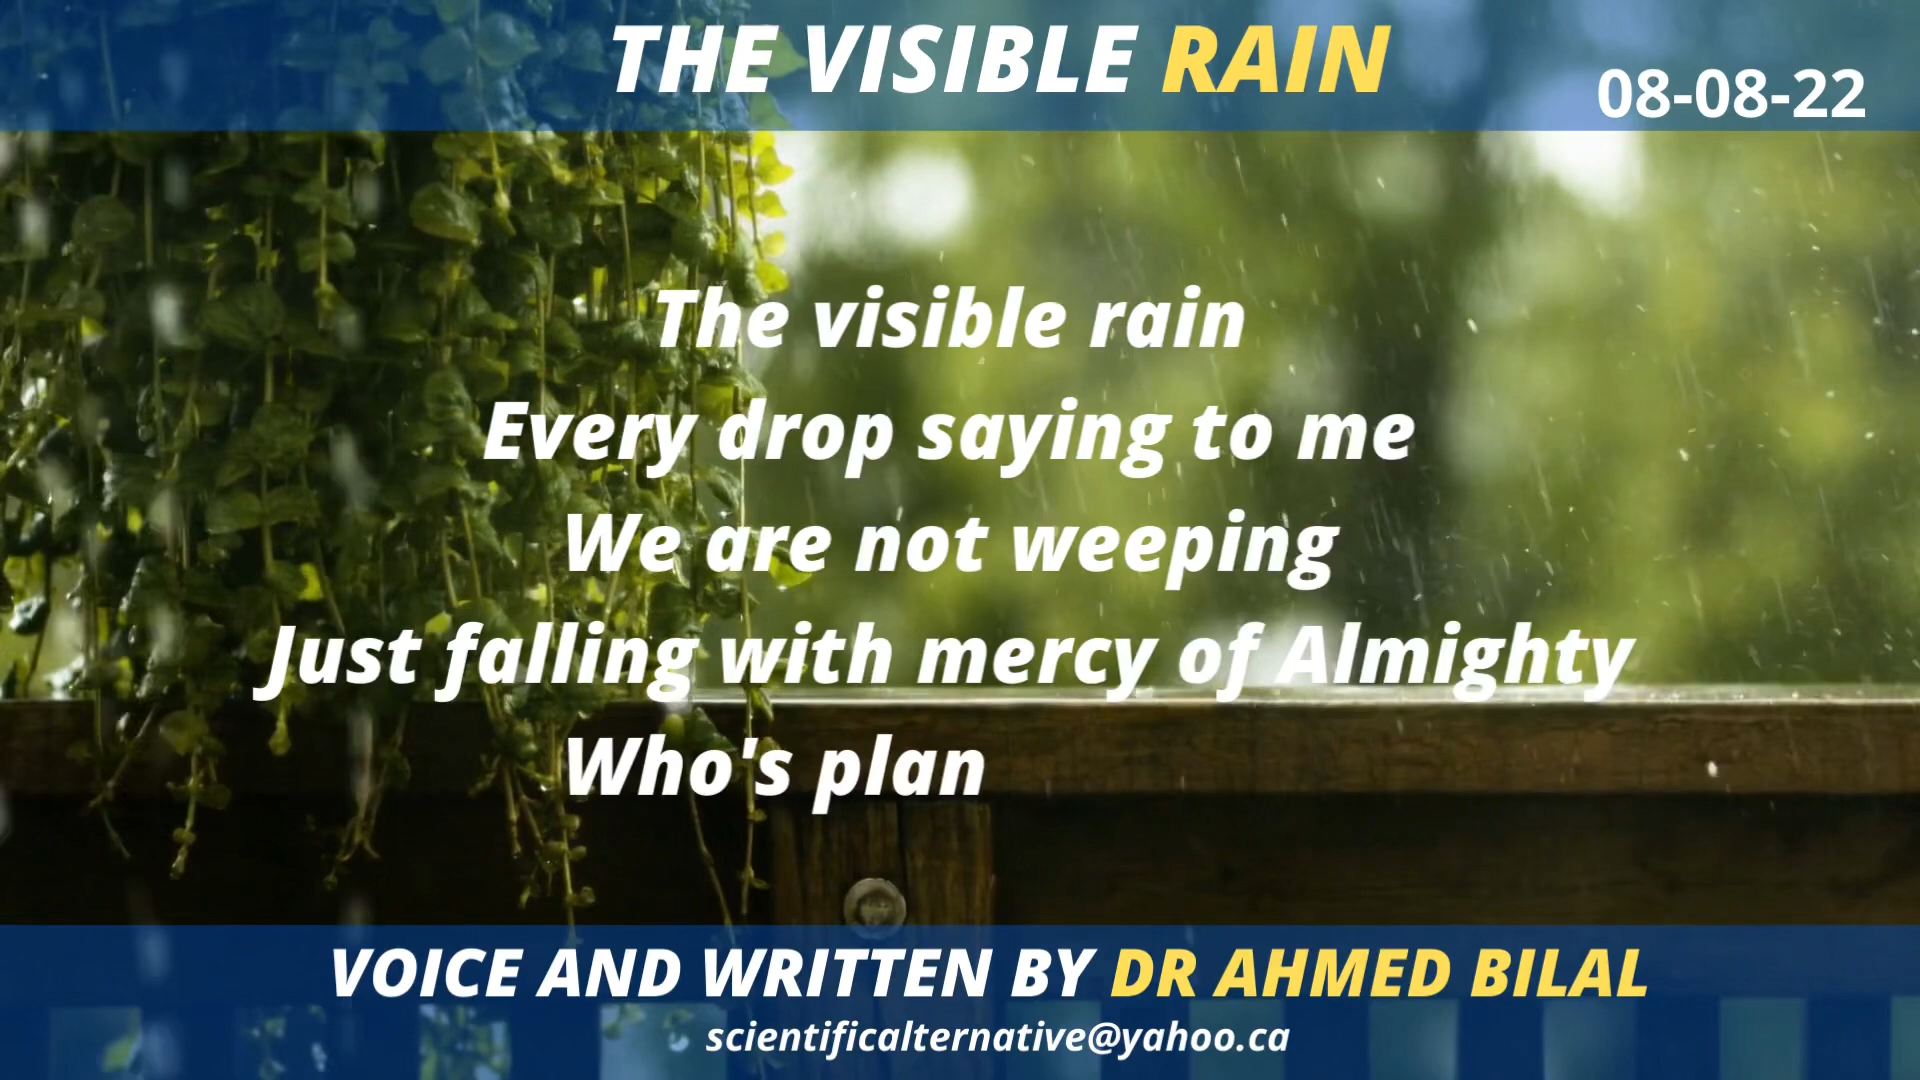 THE VISIBLE RAIN
08-08-22
The visible rain
Every drop saying to me
We are not weeping
Just falling with mercy of Almighty
Who's plan
VOICE AND WRITTEN BY DR AHMED BILAL
scientificalternative@yahoo.ca